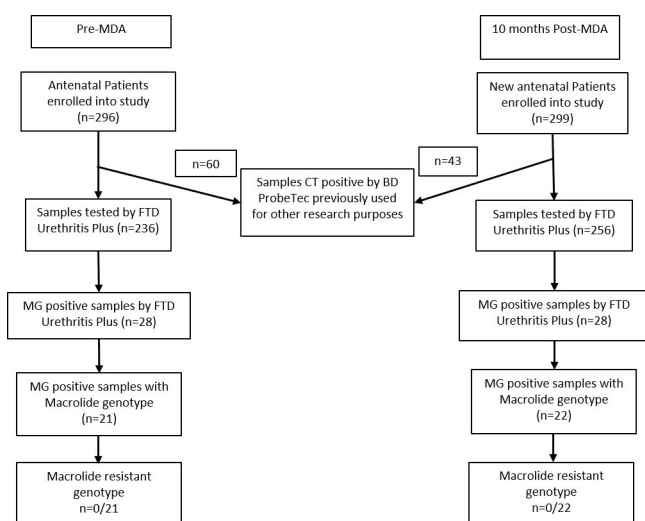 Pre-MDA
10 months Post-MDA
Antenatal Patients
enrolled into study
(n=296)
New antenatal Patients
enrolled into study
(n=299)
n=60
n=43
Samples CT positive by BD
ProbeTec previously used
for other research purposes
Samples tested by FTD
Urethritis Plus (n=236)
Samples tested by FTD
Urethritis Plus (n=256)
MG positive samples by FTD
Urethritis Plus (n=28)
MG positive samples by FTD
Urethritis Plus (n=28)
MG positive samples with
Macrolide genotype
(n=21)
MG positive samples with
Macrolide genotype
(n=22)
Macrolide resistant
genotype
n=0/21
Macrolide resistant
genotype
n=0/22